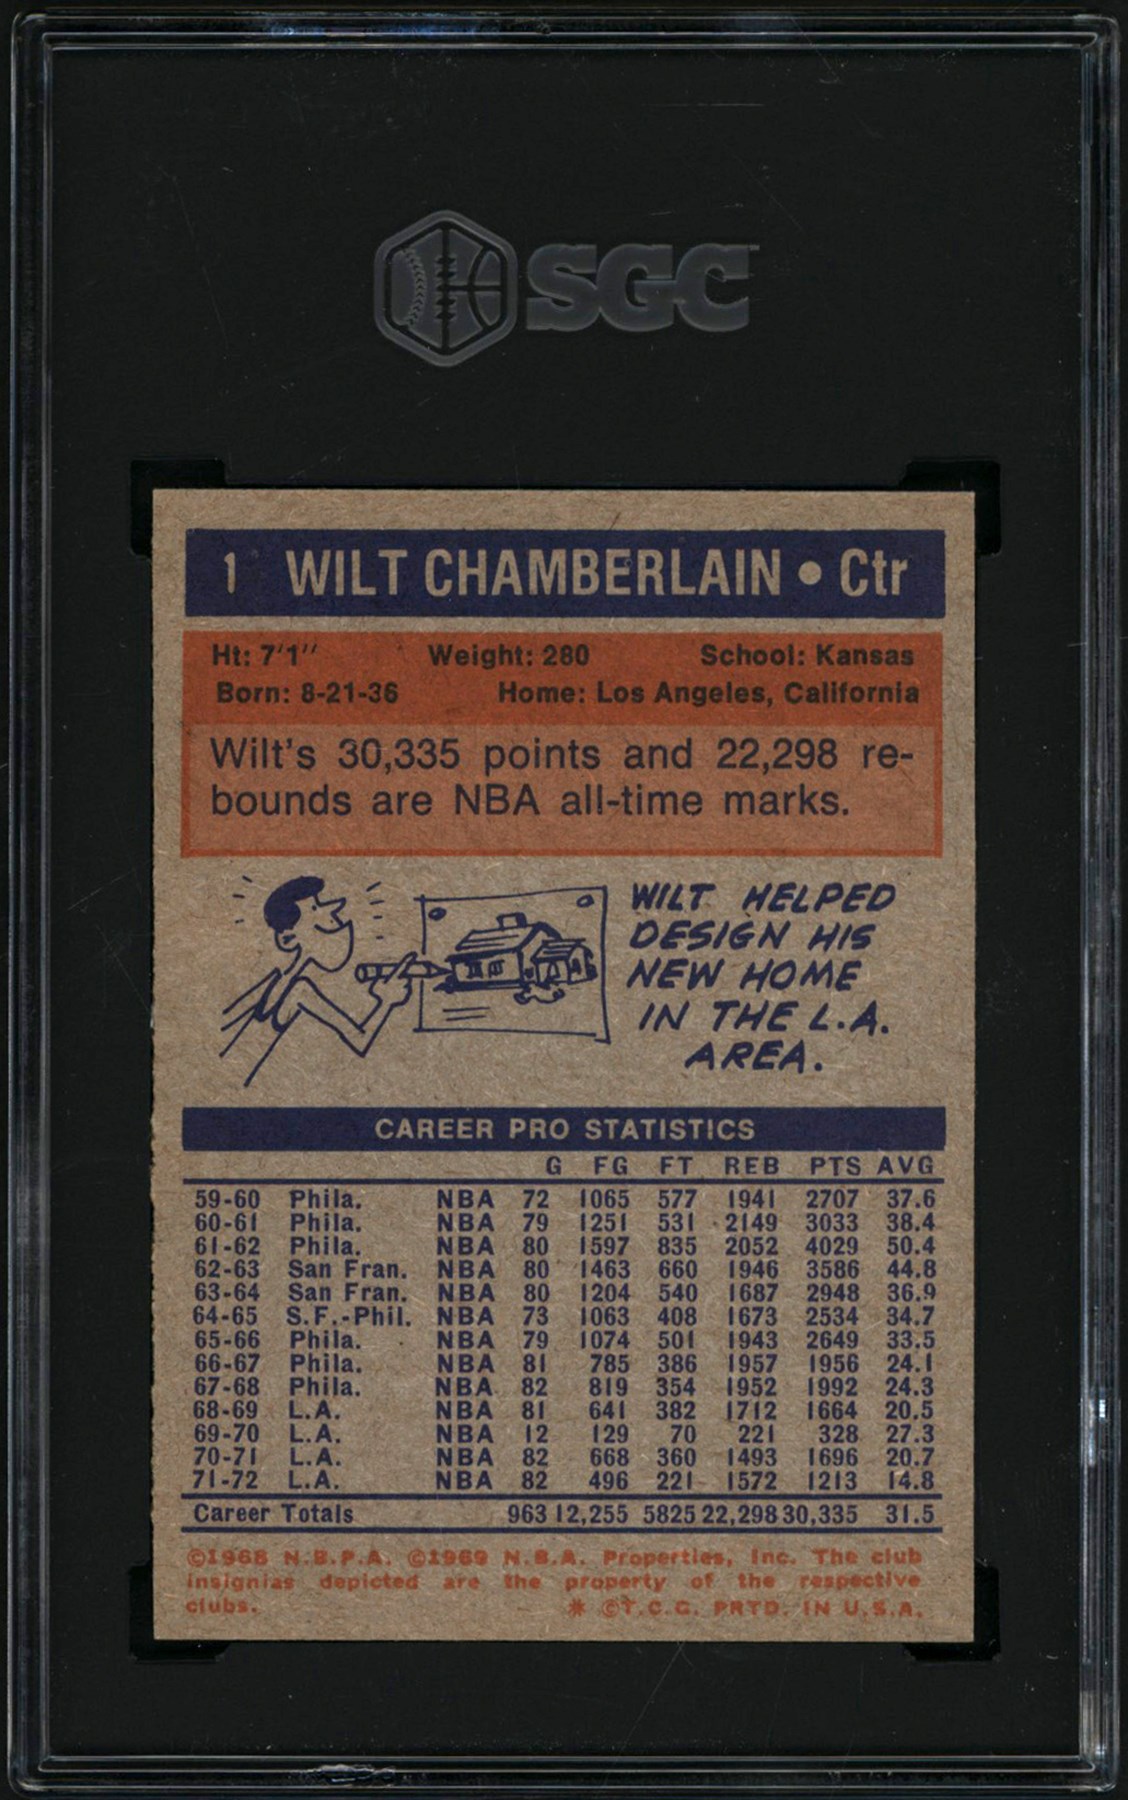 SGC
1 WILT CHAMBERLAIN • Ctr
Ht: 7'1" Weight: 280 School: Kansas
Born: 8-21-36 Home: Los Angeles, California
Wilt's 30,335 points and 22,298 re-
bounds are NBA all-time marks.
WILT HELPED
DESIGN HIS
NEW HOME
IN THE L.A.
AREA.
CAREER PRO STATISTICS
G FG FT REB PTS AVG
59-60 Phila. NBA 72 1065 577 1941 2707 37.6
60-61 Phila. NBA 79 1251 531 2149 3033 38.4
61-62 Phila. NBA 80 1597 835 2052 4029 50.4
62-63 San Fran. NBA 80 1463 660 1946 3586 44.8
63-64 San Fran. NBA 80 1204 540 1687 2948 36.9
64-65 S.F.-Phil. NBA 73 1063 408 1673 2534 34.7
65-66 Phila. NBA 79 1074 501 1943 2649 33.5
66-67 Phila. NBA 81 785 386 1957 1956 24.1
67-68 Phila. NBA 82 819 354 1952 1992 24.3
68-69 L.A. NBA 81 641 382 1712 1664 20.5
69-70 L.A. NBA 12 129 70 221 328 27.3
70-71 L.A. NBA 82 668 360 1493 1696 20.7
71-72 L.A. NBA 82 496 221 1572 1213 14.8
Career Totals 963 12,255 5825 22,298 30,335 31.5
©1968 N.B.P.A. ©1969 N.B.A. Properties, Inc. The club
insignias depicted are the property of the respective
clubs. * ©T.C.G. PRTD. IN U.S.A.